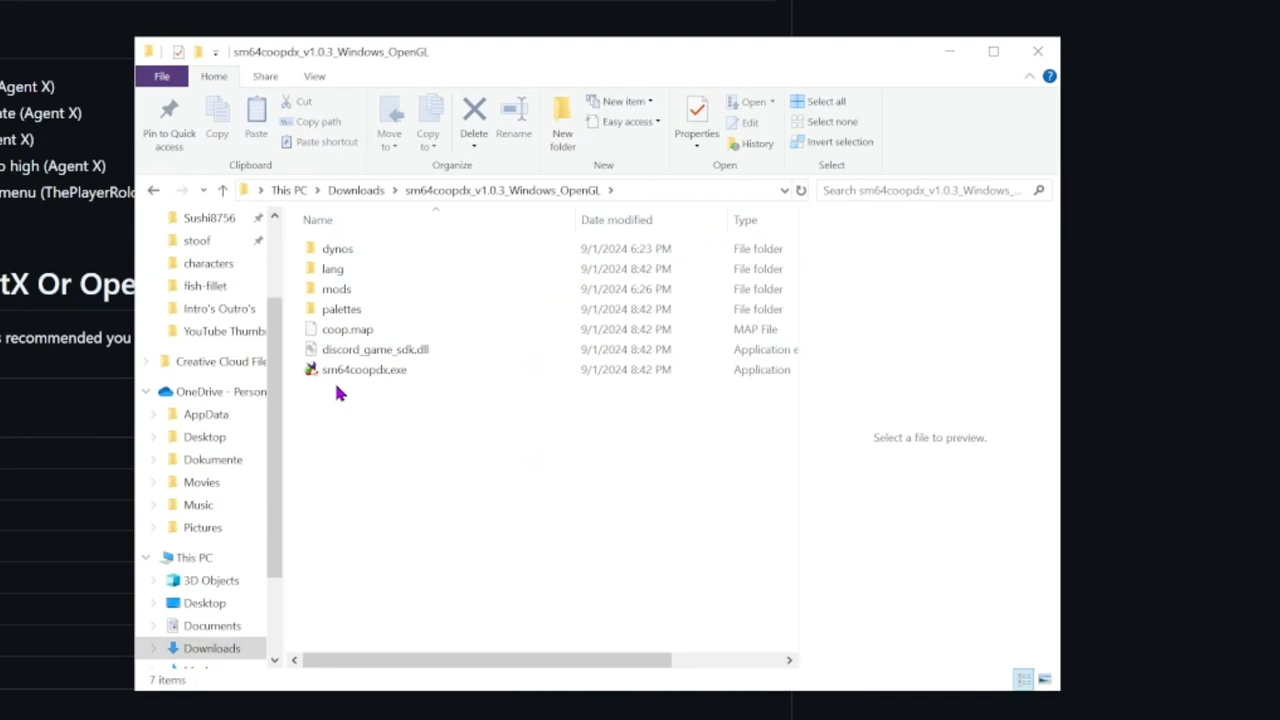 Agent X)
te (Agent X)
ent X)
o high (Agent X)
menu (ThePlayerRolo
tX Or Ope
s recommended you
sm64coopdx_v1.0.3_Windows_OpenGL
File Home Share View
Pin to Quick access
Copy
Paste
Cut
Copy path
Paste shortcut
Clipboard
Move to
Copy to
Delete
Rename
Organize
New folder
New item
Easy access
New
Properties
Open
Edit
History
Open
Select all
Select none
Invert selection
Select
This PC > Downloads > sm64coopdx_v1.0.3_Windows_OpenGL >
Search sm64coopdx_v1.0.3_Windows_...
Sushi8756
stoof
characters
fish-fillet
Intro's Outro's
YouTube Thumb
Creative Cloud File
OneDrive - Person
AppData
Desktop
Dokumente
Movies
Music
Pictures
This PC
3D Objects
Desktop
Documents
Downloads
Name Date modified Type
dynos 9/1/2024 6:23 PM File folder
lang 9/1/2024 8:42 PM File folder
mods 9/1/2024 6:26 PM File folder
palettes 9/1/2024 8:42 PM File folder
coop.map 9/1/2024 8:42 PM MAP File
discord_game_sdk.dll 9/1/2024 8:42 PM Application e
sm64coopdx.exe 9/1/2024 8:42 PM Application
Select a file to preview.
7 items